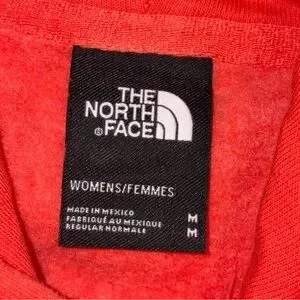 THE
NORTH
®FACE
WOMENS/FEMMES
MADE IN MEXICO M
FABRIQUÉ AU MEXIQUE M
REGULAR NORMALE